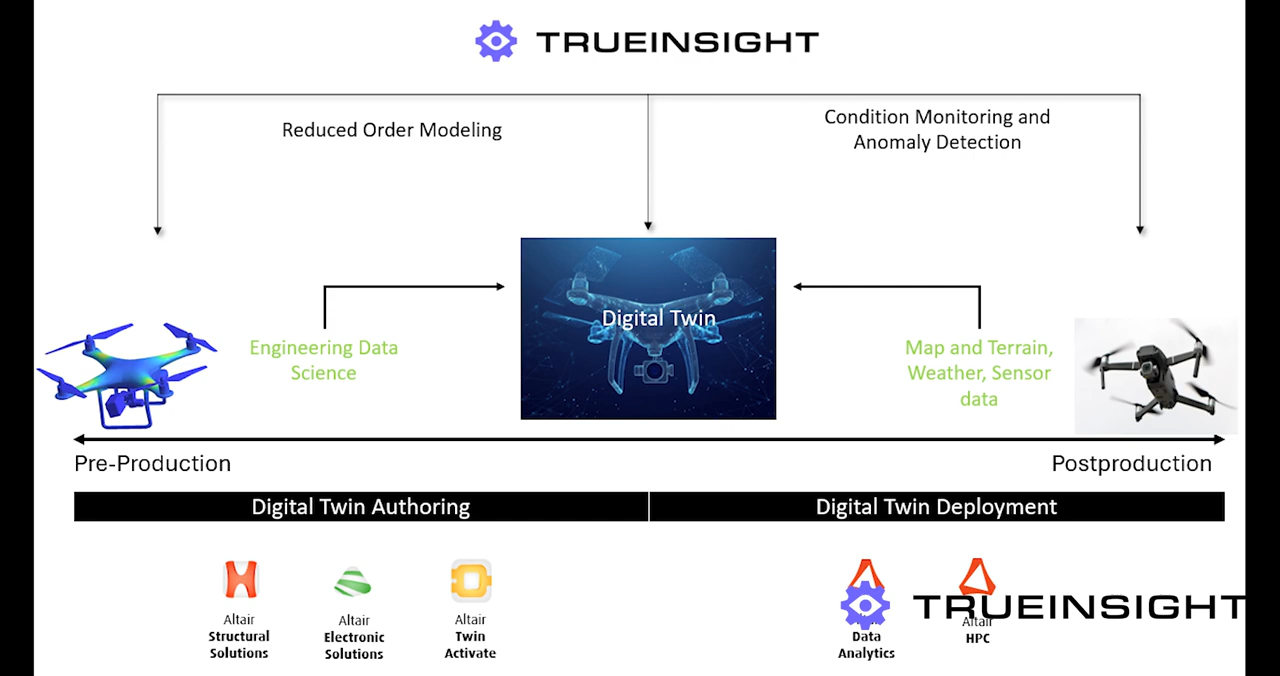 TRUEINSIGHT
Reduced Order Modeling
Condition Monitoring and
Anomaly Detection
Digital Twin
Engineering Data
Science
Map and Terrain,
Weather, Sensor
data
Pre-Production
Postproduction
Digital Twin Authoring
Digital Twin Deployment
Altair
Structural
Solutions
Altair
Electronic
Solutions
Altair
Twin
Activate
Data
Analytics
Altair
HPC
TRUEINSIGHT